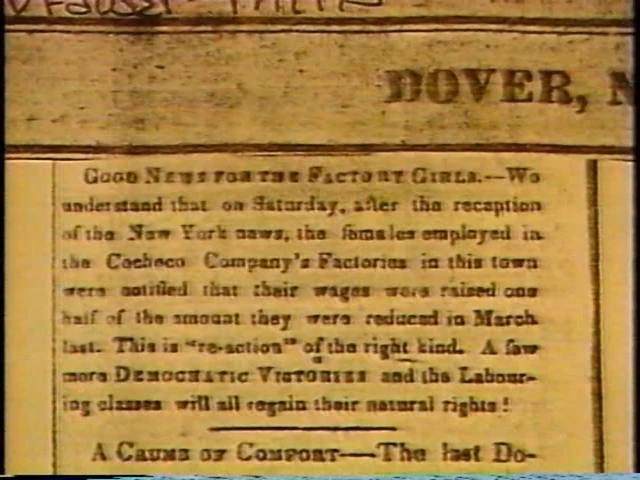 DOVER, N
GOOD NEWS FOR THE FACTORY GIRLS.—We
understand that on Saturday, after the reception
of the New York news, the females employed in
the Cocheco Company's Factories in this town
were notified that their wages were raised one
half of the amount they were reduced in March
last. This is "re-action" of the right kind. A few
more DEMOCRATIC VICTORIES and the Labour-
ing classes will all regain their natural rights!
A CRUMB OF COMFORT—The last Do-